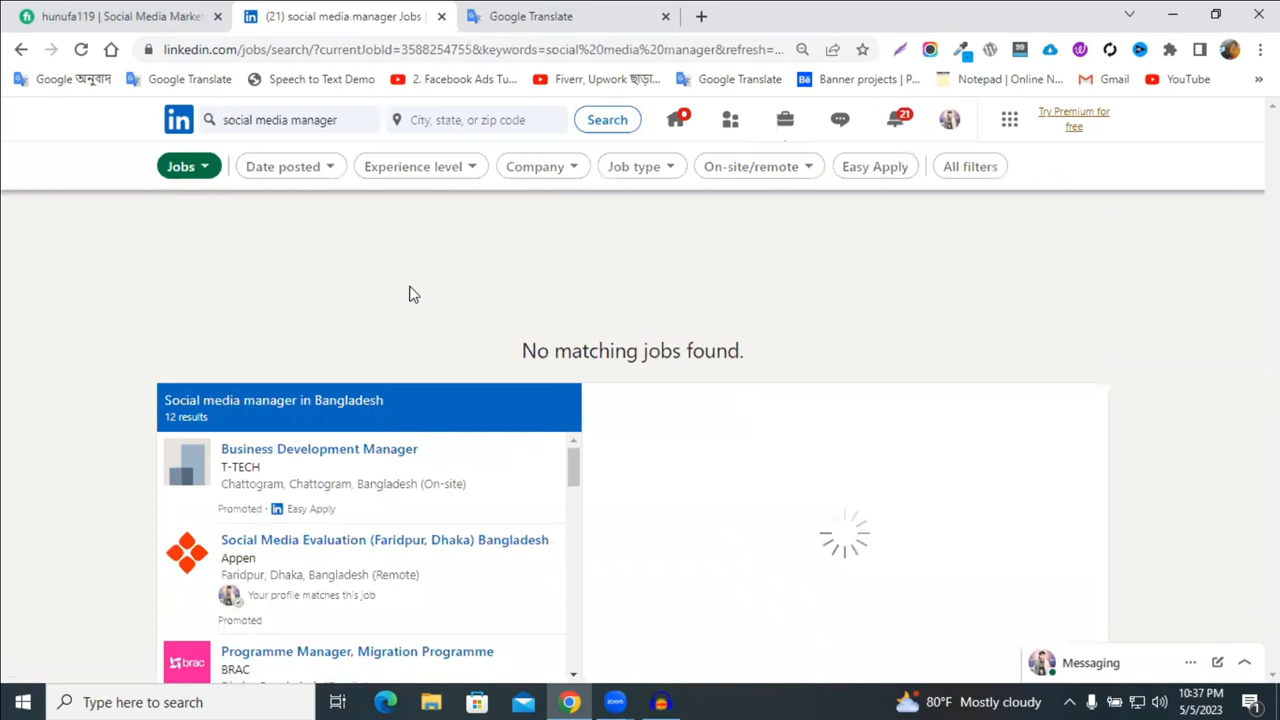 hunufa119 | Social Media Market
(21) social media manager Jobs |
Google Translate
linkedin.com/jobs/search/?currentJobId=3588254755&keywords=social%20media%20manager&refresh=...
Google অনুবাদ
Google Translate
Speech to Text Demo
2. Facebook Ads Tu...
Fiverr, Upwork ছাড়া...
Google Translate
Banner projects | P...
Notepad | Online N...
Gmail
YouTube
in
social media manager
City, state, or zip code
Search
21
Try Premium for
free
Jobs
Date posted
Experience level
Company
Job type
On-site/remote
Easy Apply
All filters
No matching jobs found.
Social media manager in Bangladesh
12 results
Business Development Manager
T-TECH
Chattogram, Chattogram, Bangladesh (On-site)
Promoted · in Easy Apply
Social Media Evaluation (Faridpur, Dhaka) Bangladesh
Appen
Faridpur, Dhaka, Bangladesh (Remote)
Your profile matches this job
Promoted
Programme Manager, Migration Programme
brac
BRAC
Messaging
Type here to search
80°F Mostly cloudy
10:37 PM
5/5/2023